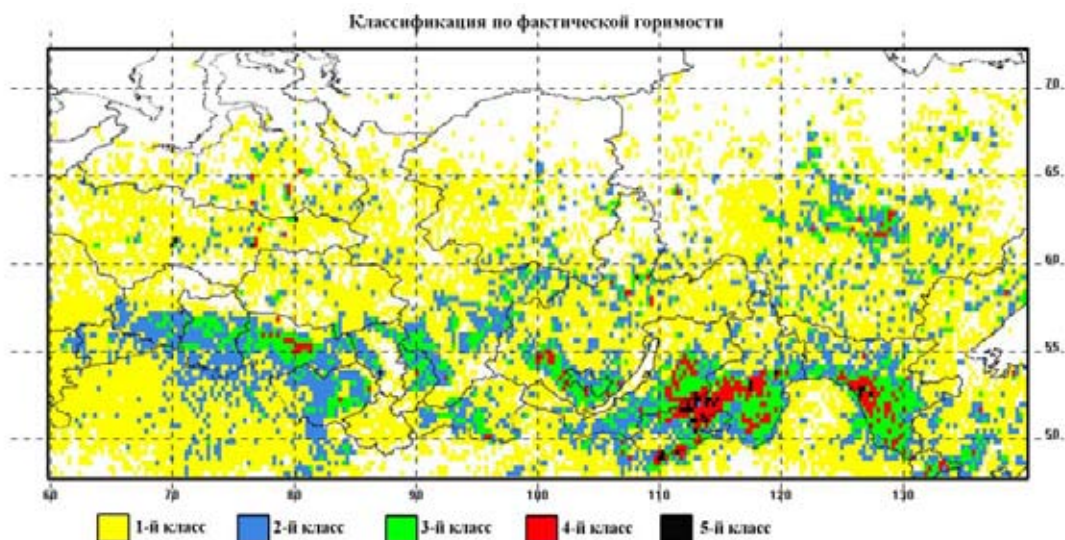 Классификация по фактической горимости
70
65
60
55
50
60 70 80 90 100 110 120 130
1-й класс 2-й класс 3-й класс 4-й класс 5-й класс